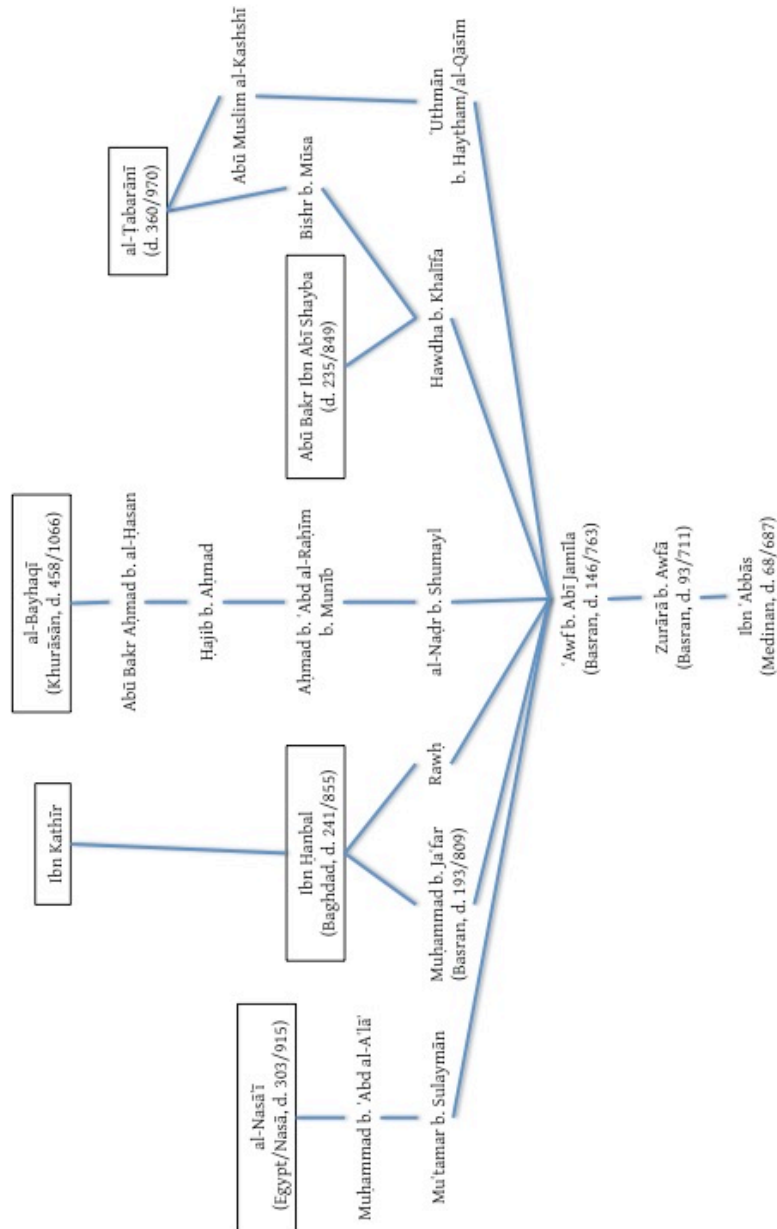 Ibn Kathīr
al-Bayhaqī
(Khurāsān, d. 458/1066)
Abū Bakr Aḥmad b. al-Ḥasan
al-Ṭabarānī
(d. 360/970)
Ḥajib b. Aḥmad
Abū Muslim al-Kashshī
al-Nasāʾī
(Egypt/Nasā, d. 303/915)
Ibn Ḥanbal
(Baghdad, d. 241/855)
Aḥmad b. ʿAbd al-Raḥīm
b. Munīb
Abū Bakr Ibn Abī Shayba
(d. 235/849)
Bishr b. Mūsa
Muḥammad b. ʿAbd al-Aʿlāʾ
Muʿtamar b. Sulaymān
Muḥammad b. Jaʿfar
(Basran, d. 193/809)
Rawḥ
al-Naḍr b. Shumayl
Hawdha b. Khalīfa
ʿUthmān
b. Haytham/al-Qāsīm
ʿAwf b. Abī Jamīla
(Basran, d. 146/763)
Zurārā b. Awfā
(Basran, d. 93/711)
Ibn ʿAbbās
(Medinan, d. 68/687)